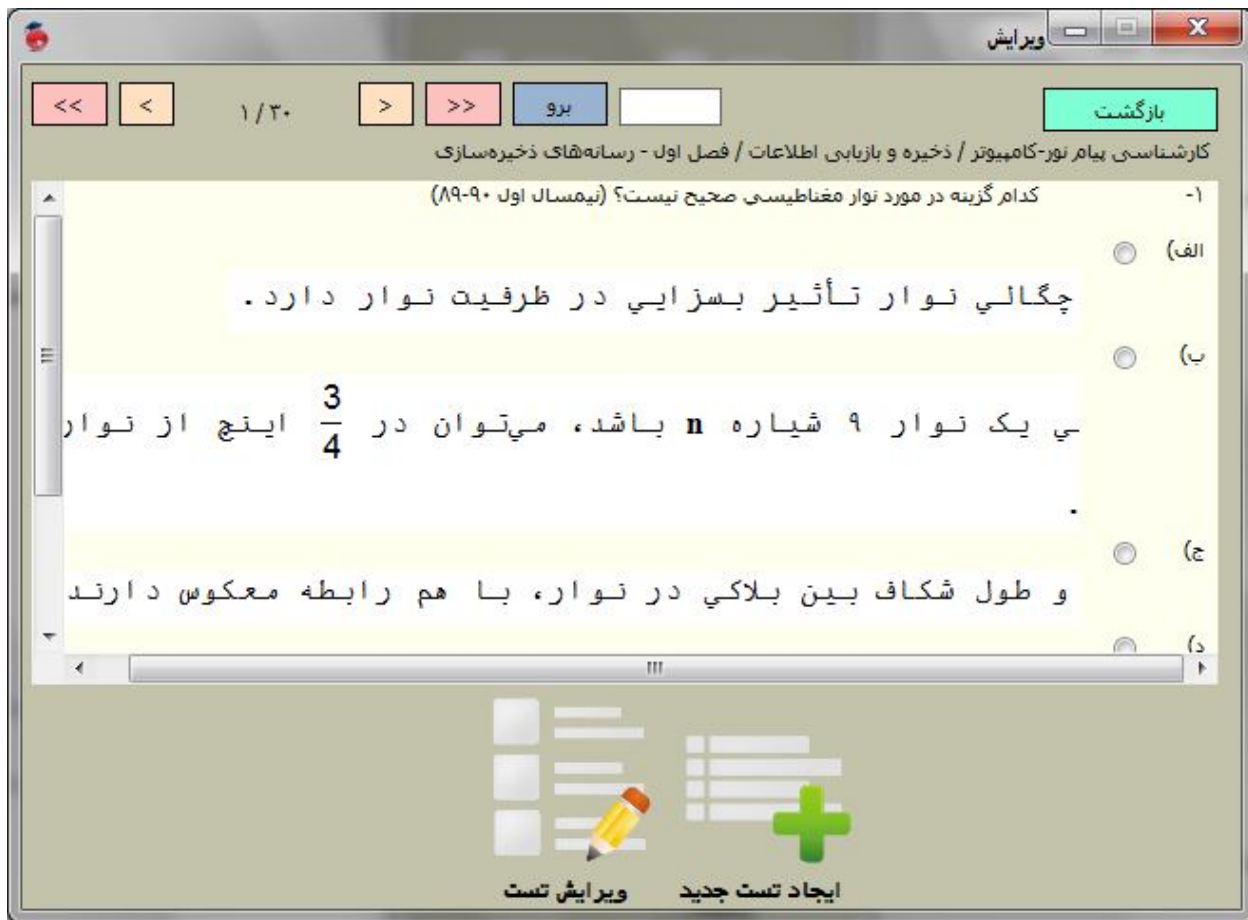 ویرایش
<< < ۱ / ۳۰ > >> برو بازگشت
کارشناسی پیام نور-کامپیوتر / ذخیره و بازیابی اطلاعات / فصل اول - رسانه‌های ذخیره‌سازی
۱- کدام گزینه در مورد نوار مغناطیسی صحیح نیست؟ (نیمسال اول ۹۰-۸۹)
الف)
چگالي نوار تأثير بسزايي در ظرفيت نوار دارد.
ب)
ي يک نوار ۹ شياره n باشد، مي‌توان در 3/4 اينچ از نوار
.
ج)
و طول شکاف بين بلاکي در نوار، با هم رابطه معکوس دارند
د)
ایجاد تست جدید ویرایش تست